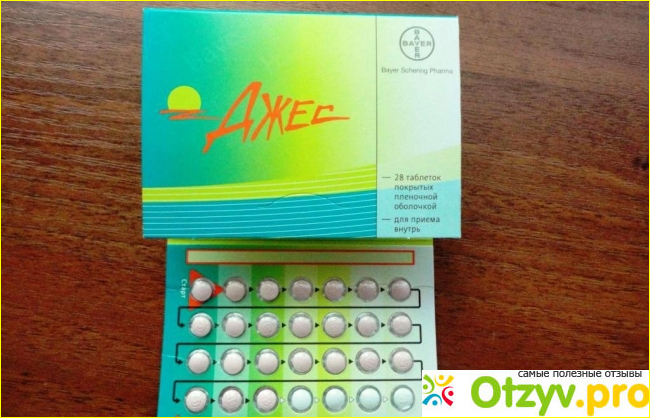 BAYER
BAYER
Bayer Schering Pharma
Джес
— 28 таблеток
покрытых
пленочной
оболочкой
— для приема
внутрь
Старт
самые полезные отзывы
Otzyv.pro